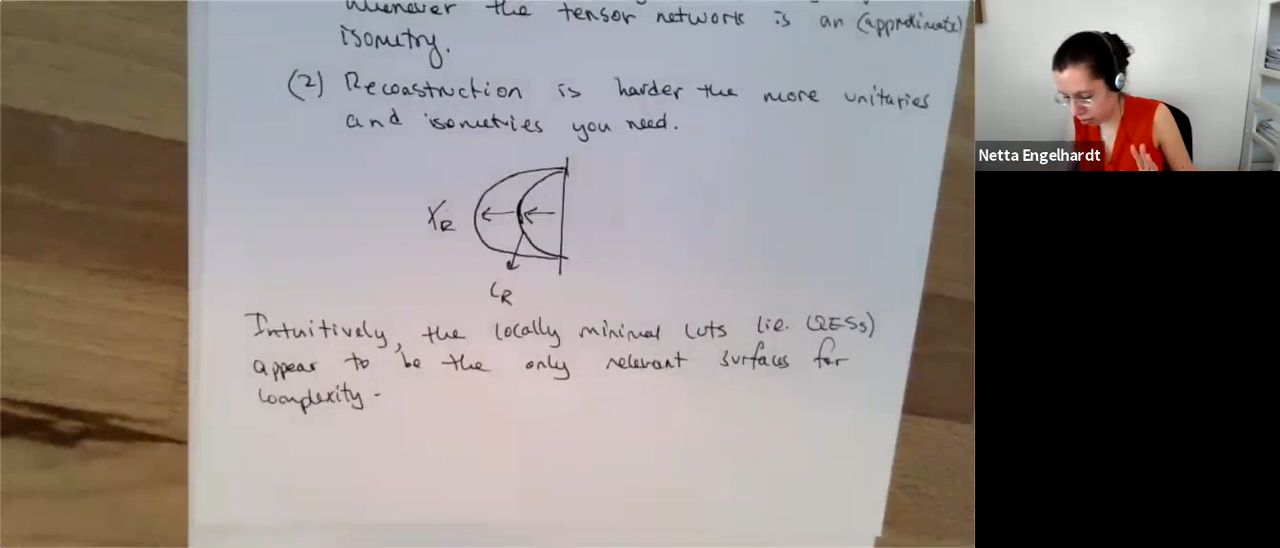 whenever the tensor network is an (approximate)
isometry.
(2) Reconstruction is harder the more unitaries
and isometries you need.
X_R
C_R
Intuitively, the locally minimal cuts (i.e. QESs)
appear to be the only relevant surfaces for
complexity.
Netta Engelhardt